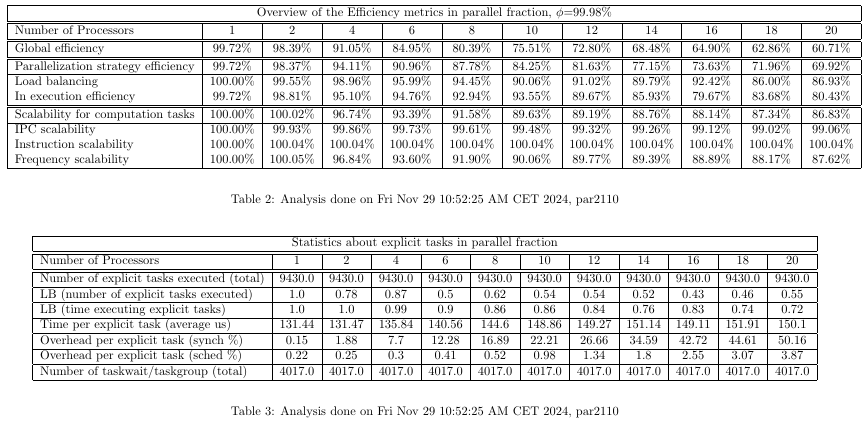 Overview of the Efficiency metrics in parallel fraction, ϕ=99.98%
Number of Processors 1 2 4 6 8 10 12 14 16 18 20
Global efficiency 99.72% 98.39% 91.05% 84.95% 80.39% 75.51% 72.80% 68.48% 64.90% 62.86% 60.71%
Parallelization strategy efficiency 99.72% 98.37% 94.11% 90.96% 87.78% 84.25% 81.63% 77.15% 73.63% 71.96% 69.92%
Load balancing 100.00% 99.55% 98.96% 95.99% 94.45% 90.06% 91.02% 89.79% 92.42% 86.00% 86.93%
In execution efficiency 99.72% 98.81% 95.10% 94.76% 92.94% 93.55% 89.67% 85.93% 79.67% 83.68% 80.43%
Scalability for computation tasks 100.00% 100.02% 96.74% 93.39% 91.58% 89.63% 89.19% 88.76% 88.14% 87.34% 86.83%
IPC scalability 100.00% 99.93% 99.86% 99.73% 99.61% 99.48% 99.32% 99.26% 99.12% 99.02% 99.06%
Instruction scalability 100.00% 100.04% 100.04% 100.04% 100.04% 100.04% 100.04% 100.04% 100.04% 100.04% 100.04%
Frequency scalability 100.00% 100.05% 96.84% 93.60% 91.90% 90.06% 89.77% 89.39% 88.89% 88.17% 87.62%
Table 2: Analysis done on Fri Nov 29 10:52:25 AM CET 2024, par2110
Statistics about explicit tasks in parallel fraction
Number of Processors 1 2 4 6 8 10 12 14 16 18 20
Number of explicit tasks executed (total) 9430.0 9430.0 9430.0 9430.0 9430.0 9430.0 9430.0 9430.0 9430.0 9430.0 9430.0
LB (number of explicit tasks executed) 1.0 0.78 0.87 0.5 0.62 0.54 0.54 0.52 0.43 0.46 0.55
LB (time executing explicit tasks) 1.0 1.0 0.99 0.9 0.86 0.86 0.84 0.76 0.83 0.74 0.72
Time per explicit task (average us) 131.44 131.47 135.84 140.56 144.6 148.86 149.27 151.14 149.11 151.91 150.1
Overhead per explicit task (synch %) 0.15 1.88 7.7 12.28 16.89 22.21 26.66 34.59 42.72 44.61 50.16
Overhead per explicit task (sched %) 0.22 0.25 0.3 0.41 0.52 0.98 1.34 1.8 2.55 3.07 3.87
Number of taskwait/taskgroup (total) 4017.0 4017.0 4017.0 4017.0 4017.0 4017.0 4017.0 4017.0 4017.0 4017.0 4017.0
Table 3: Analysis done on Fri Nov 29 10:52:25 AM CET 2024, par2110